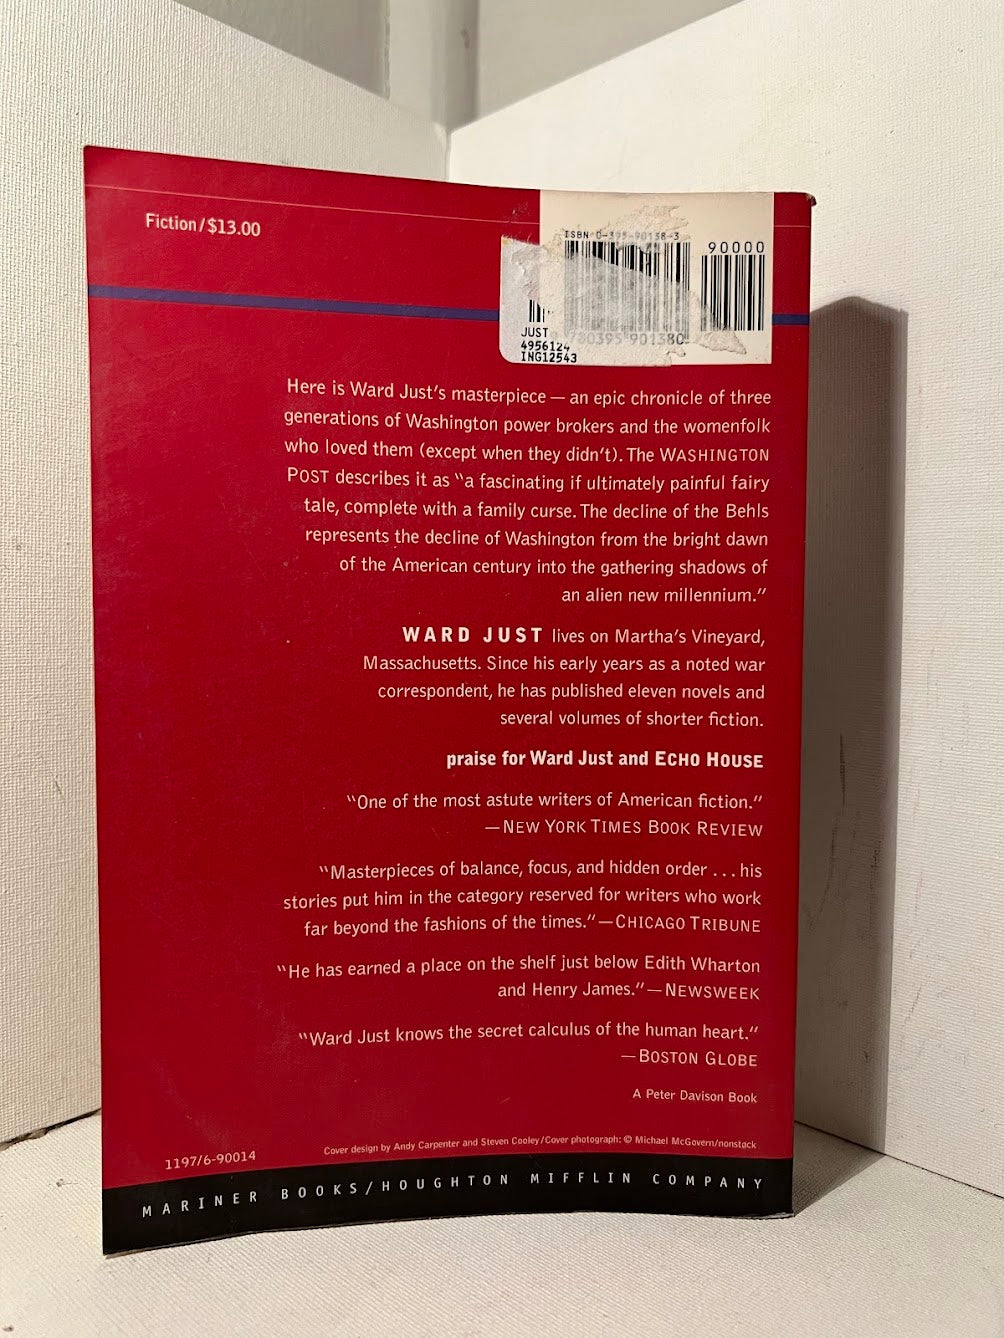 Fiction/$13.00
ISBN 0-395-90138-3
90000
JUST
780395 901380
4956124
ING12543
Here is Ward Just's masterpiece — an epic chronicle of three
generations of Washington power brokers and the womenfolk
who loved them (except when they didn't). The WASHINGTON
POST describes it as “a fascinating if ultimately painful fairy
tale, complete with a family curse. The decline of the Behls
represents the decline of Washington from the bright dawn
of the American century into the gathering shadows of
an alien new millennium.”
WARD JUST lives on Martha's Vineyard,
Massachusetts. Since his early years as a noted war
correspondent, he has published eleven novels and
several volumes of shorter fiction.
praise for Ward Just and ECHO HOUSE
“One of the most astute writers of American fiction.”
—NEW YORK TIMES BOOK REVIEW
“Masterpieces of balance, focus, and hidden order . . . his
stories put him in the category reserved for writers who work
far beyond the fashions of the times.”—CHICAGO TRIBUNE
“He has earned a place on the shelf just below Edith Wharton
and Henry James.”—NEWSWEEK
“Ward Just knows the secret calculus of the human heart.”
—BOSTON GLOBE
A Peter Davison Book
Cover design by Andy Carpenter and Steven Cooley/Cover photograph: © Michael McGovern/nonstock
1197/6-90014
MARINER BOOKS/HOUGHTON MIFFLIN COMPANY